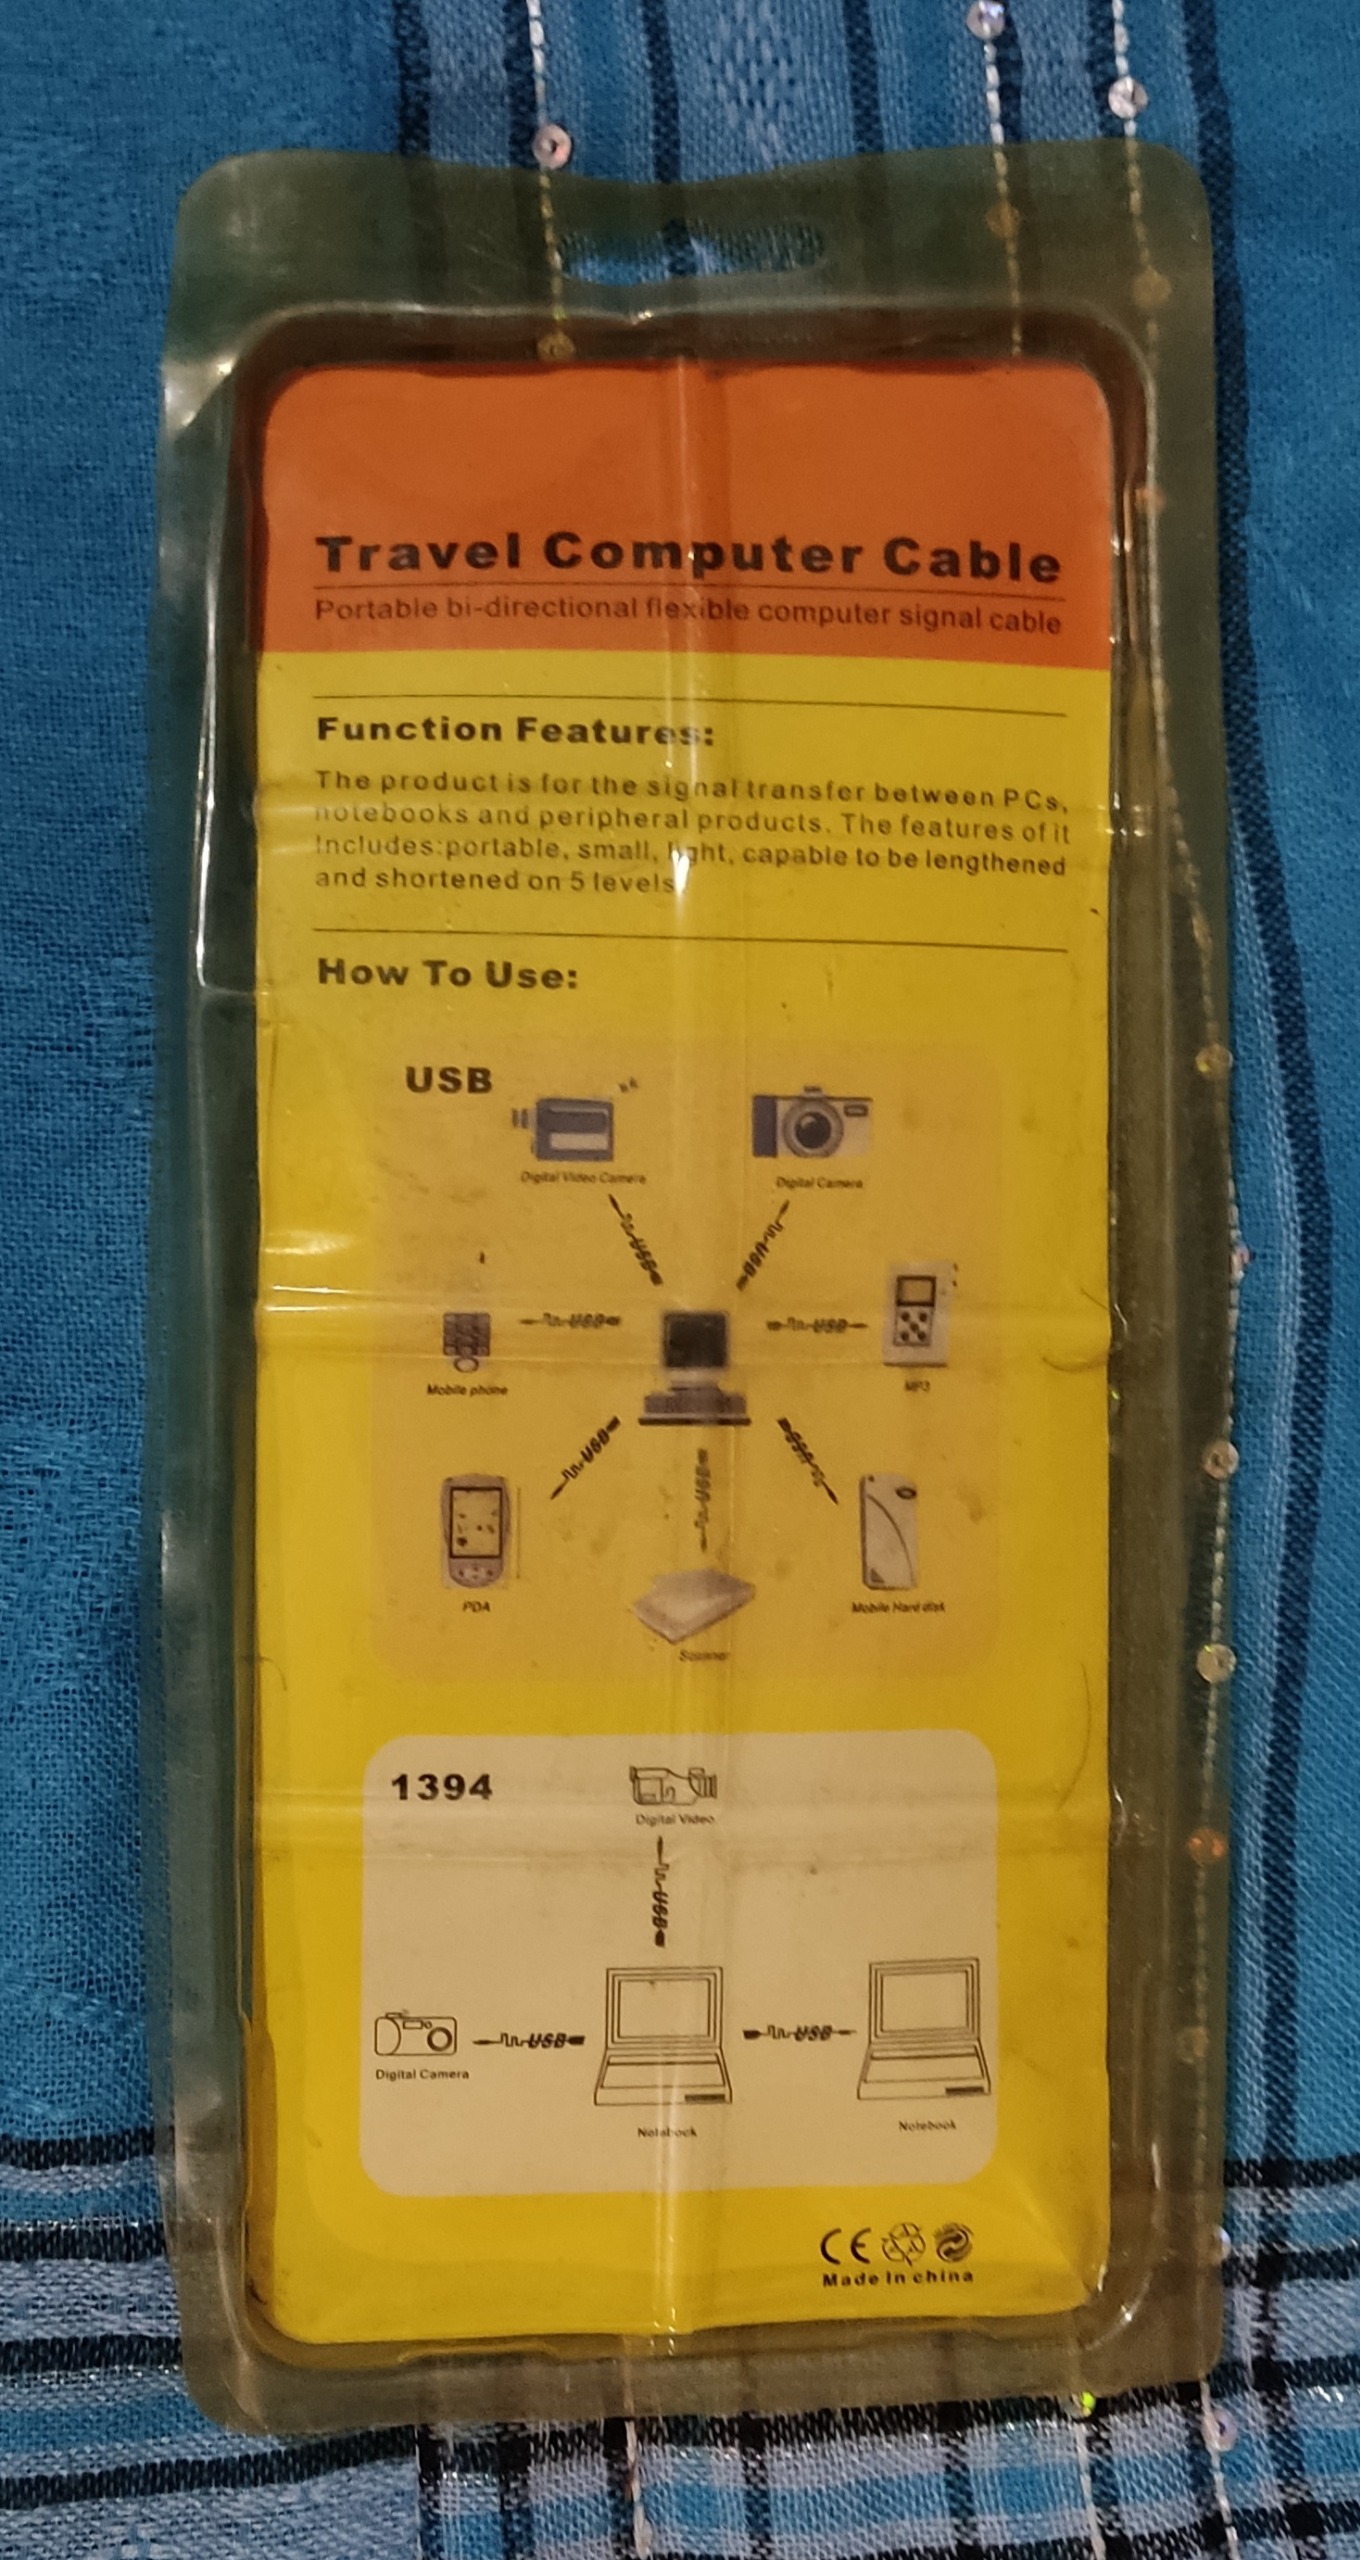 Travel Computer Cable
Portable bi-directional flexible computer signal cable
Function Features:
The product is for the signal transfer between PCs,
notebooks and peripheral products. The features of it
Includes:portable, small, light, capable to be lengthened
and shortened on 5 levels.
How To Use:
USB
Digital Video Camera
Digital Camera
USB
USB
USB
USB
Mobile phone
MP3
USB
USB
USB
PDA
Mobile Hard disk
Scanner
1394
Digital Video
USB
USB
USB
Digital Camera
Notebook
Notebook
CE
Made In china